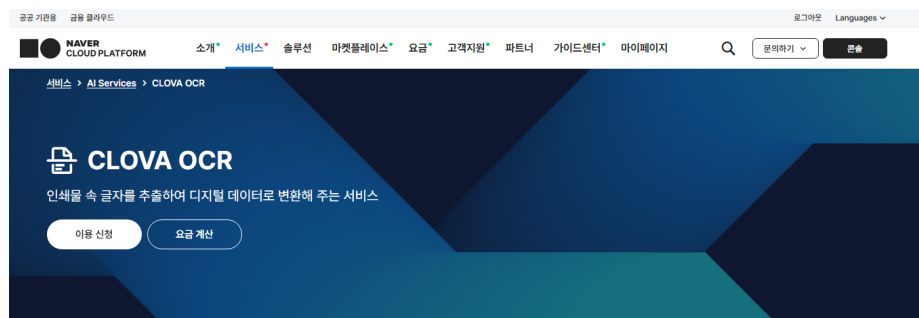 공공 기관용 금융 클라우드 로그아웃 Languages
NAVER
CLOUD PLATFORM
소개 서비스 솔루션 마켓플레이스 요금 고객지원 파트너 가이드센터 마이페이지 문의하기 콘솔
서비스 > AI Services > CLOVA OCR
CLOVA OCR
인쇄물 속 글자를 추출하여 디지털 데이터로 변환해 주는 서비스
이용 신청 요금 계산